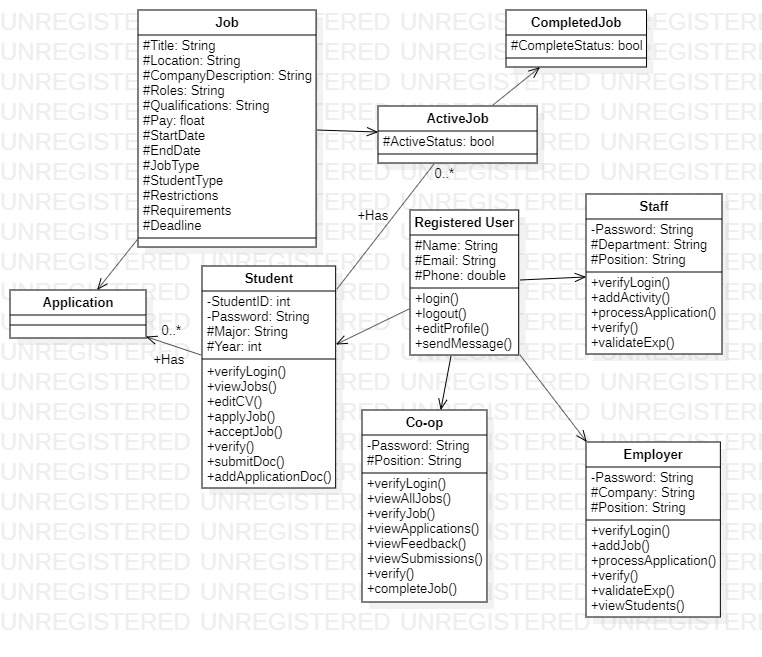 Job
#Title: String
#Location: String
#CompanyDescription: String
#Roles: String
#Qualifications: String
#Pay: float
#StartDate
#EndDate
#JobType
#StudentType
#Restrictions
#Requirements
#Deadline
CompletedJob
#CompleteStatus: bool
ActiveJob
#ActiveStatus: bool
0..*
+Has
Registered User
#Name: String
#Email: String
#Phone: double
+login()
+logout()
+editProfile()
+sendMessage()
Staff
-Password: String
#Department: String
#Position: String
+verifyLogin()
+addActivity()
+processApplication()
+verify()
+validateExp()
Application
0..*
+Has
Student
-StudentID: int
-Password: String
#Major: String
#Year: int
+verifyLogin()
+viewJobs()
+editCV()
+applyJob()
+acceptJob()
+verify()
+submitDoc()
+addApplicationDoc()
Co-op
-Password: String
#Position: String
+verifyLogin()
+viewAllJobs()
+verifyJob()
+viewApplications()
+viewFeedback()
+viewSubmissions()
+verify()
+completeJob()
Employer
-Password: String
#Company: String
#Position: String
+verifyLogin()
+addJob()
+processApplication()
+verify()
+validateExp()
+viewStudents()
UNREGISTERED UNREGISTERED UNREGISTERED UNREGISTERI